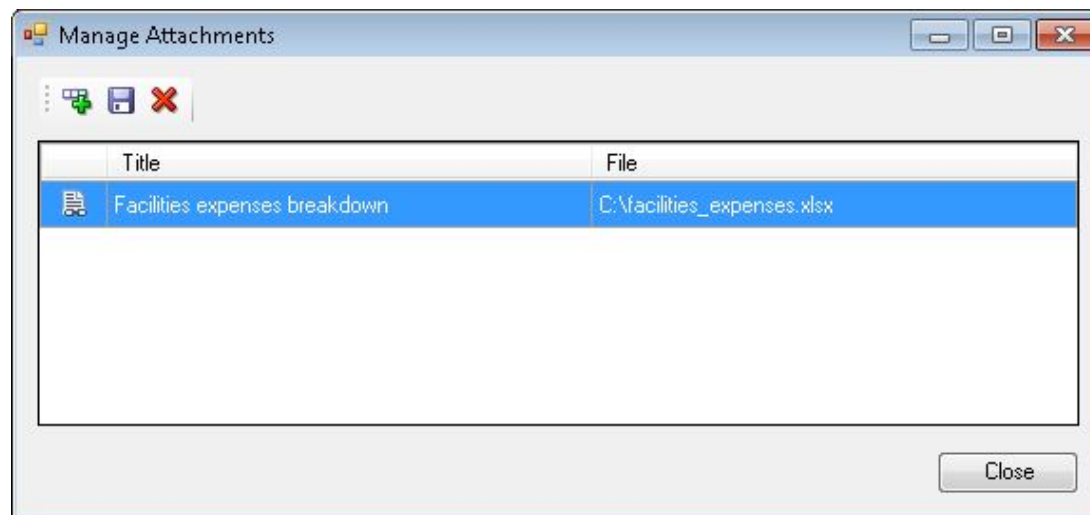 Manage Attachments
Title File
Facilities expenses breakdown C:\facilities_expenses.xlsx
Close